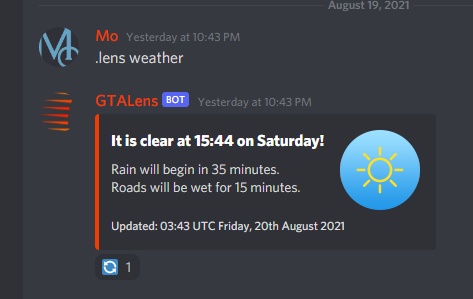 August 19, 2021
Mo Yesterday at 10:43 PM
.lens weather
GTALens BOT Yesterday at 10:43 PM
It is clear at 15:44 on Saturday!
Rain will begin in 35 minutes.
Roads will be wet for 15 minutes.
Updated: 03:43 UTC Friday, 20th August 2021
1